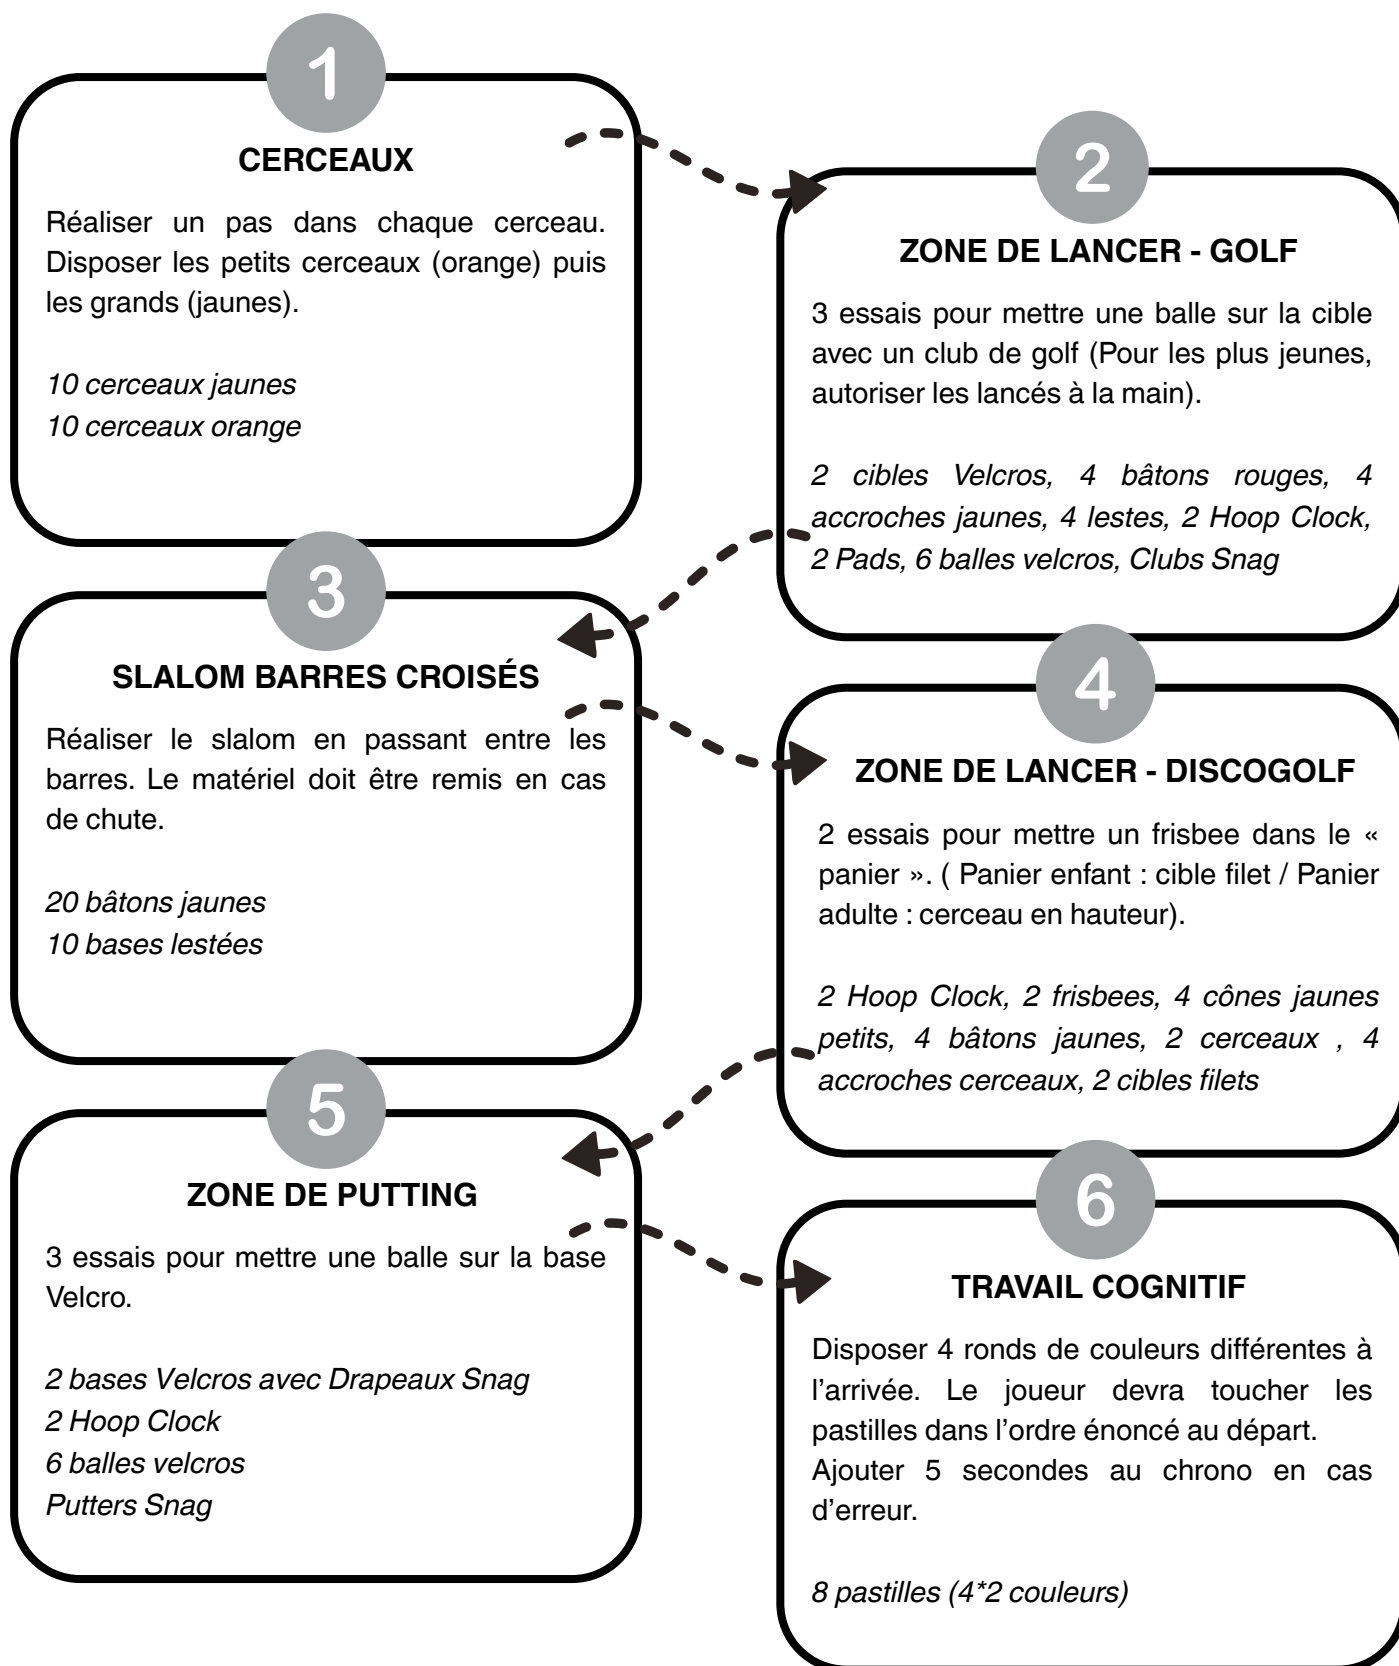 1
CERCEAUX
Réaliser un pas dans chaque cerceau.
Disposer les petits cerceaux (orange) puis
les grands (jaunes).
10 cerceaux jaunes
10 cerceaux orange
2
ZONE DE LANCER - GOLF
3 essais pour mettre une balle sur la cible
avec un club de golf (Pour les plus jeunes,
autoriser les lancés à la main).
2 cibles Velcros, 4 bâtons rouges, 4
accroches jaunes, 4 lestes, 2 Hoop Clock,
2 Pads, 6 balles velcros, Clubs Snag
3
SLALOM BARRES CROISÉS
Réaliser le slalom en passant entre les
barres. Le matériel doit être remis en cas
de chute.
20 bâtons jaunes
10 bases lestées
4
ZONE DE LANCER - DISCOGOLF
2 essais pour mettre un frisbee dans le «
panier ». ( Panier enfant : cible filet / Panier
adulte : cerceau en hauteur).
2 Hoop Clock, 2 frisbees, 4 cônes jaunes
petits, 4 bâtons jaunes, 2 cerceaux , 4
accroches cerceaux, 2 cibles filets
5
ZONE DE PUTTING
3 essais pour mettre une balle sur la base
Velcro.
2 bases Velcros avec Drapeaux Snag
2 Hoop Clock
6 balles velcros
Putters Snag
6
TRAVAIL COGNITIF
Disposer 4 ronds de couleurs différentes à
l’arrivée. Le joueur devra toucher les
pastilles dans l’ordre énoncé au départ.
Ajouter 5 secondes au chrono en cas
d’erreur.
8 pastilles (4*2 couleurs)